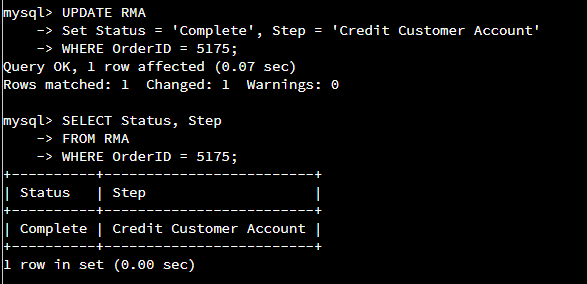 mysql> UPDATE RMA
    -> Set Status = 'Complete', Step = 'Credit Customer Account'
    -> WHERE OrderID = 5175;
Query OK, 1 row affected (0.07 sec)
Rows matched: 1  Changed: 1  Warnings: 0

mysql> SELECT Status, Step
    -> FROM RMA
    -> WHERE OrderID = 5175;
+----------+-------------------------+
| Status   | Step                    |
+----------+-------------------------+
| Complete | Credit Customer Account |
+----------+-------------------------+
1 row in set (0.00 sec)